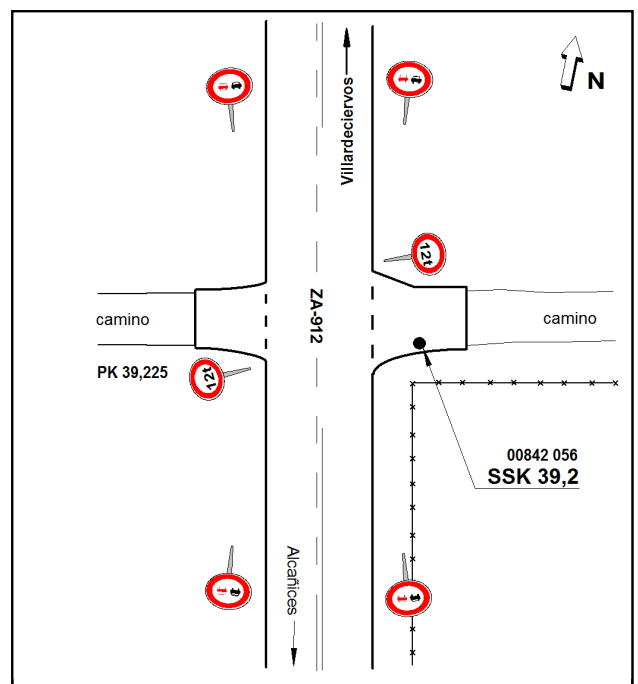 N
Villardeciervos
12t
ZA-912
camino
camino
PK 39,225
12t
00842 056
SSK 39,2
Alcañices